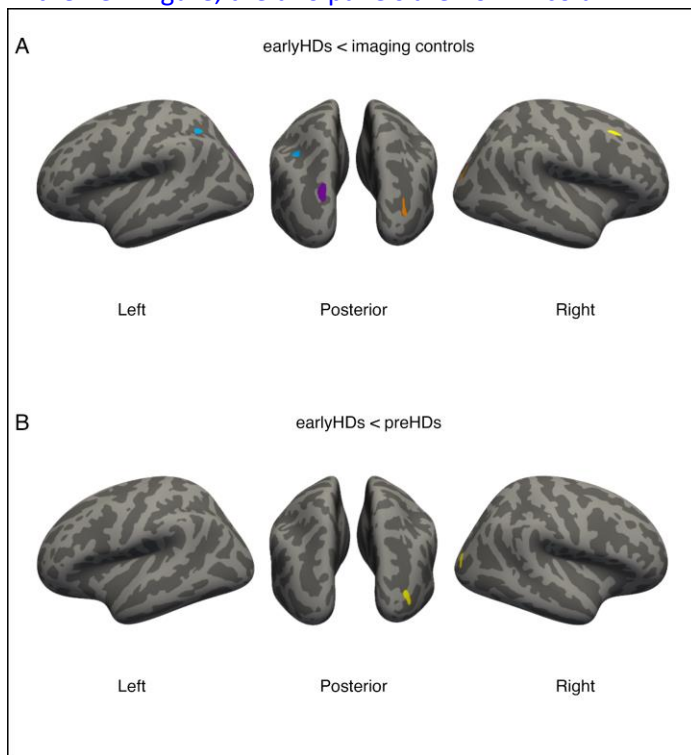 A
earlyHDs < imaging controls
Left Posterior Right
B
earlyHDs < preHDs
Left Posterior Right